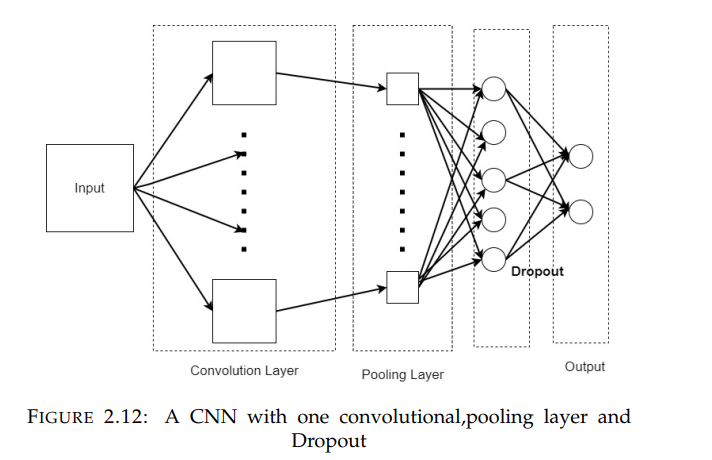 Input
Dropout
Convolution Layer
Pooling Layer
Output
FIGURE 2.12: A CNN with one convolutional,pooling layer and
Dropout